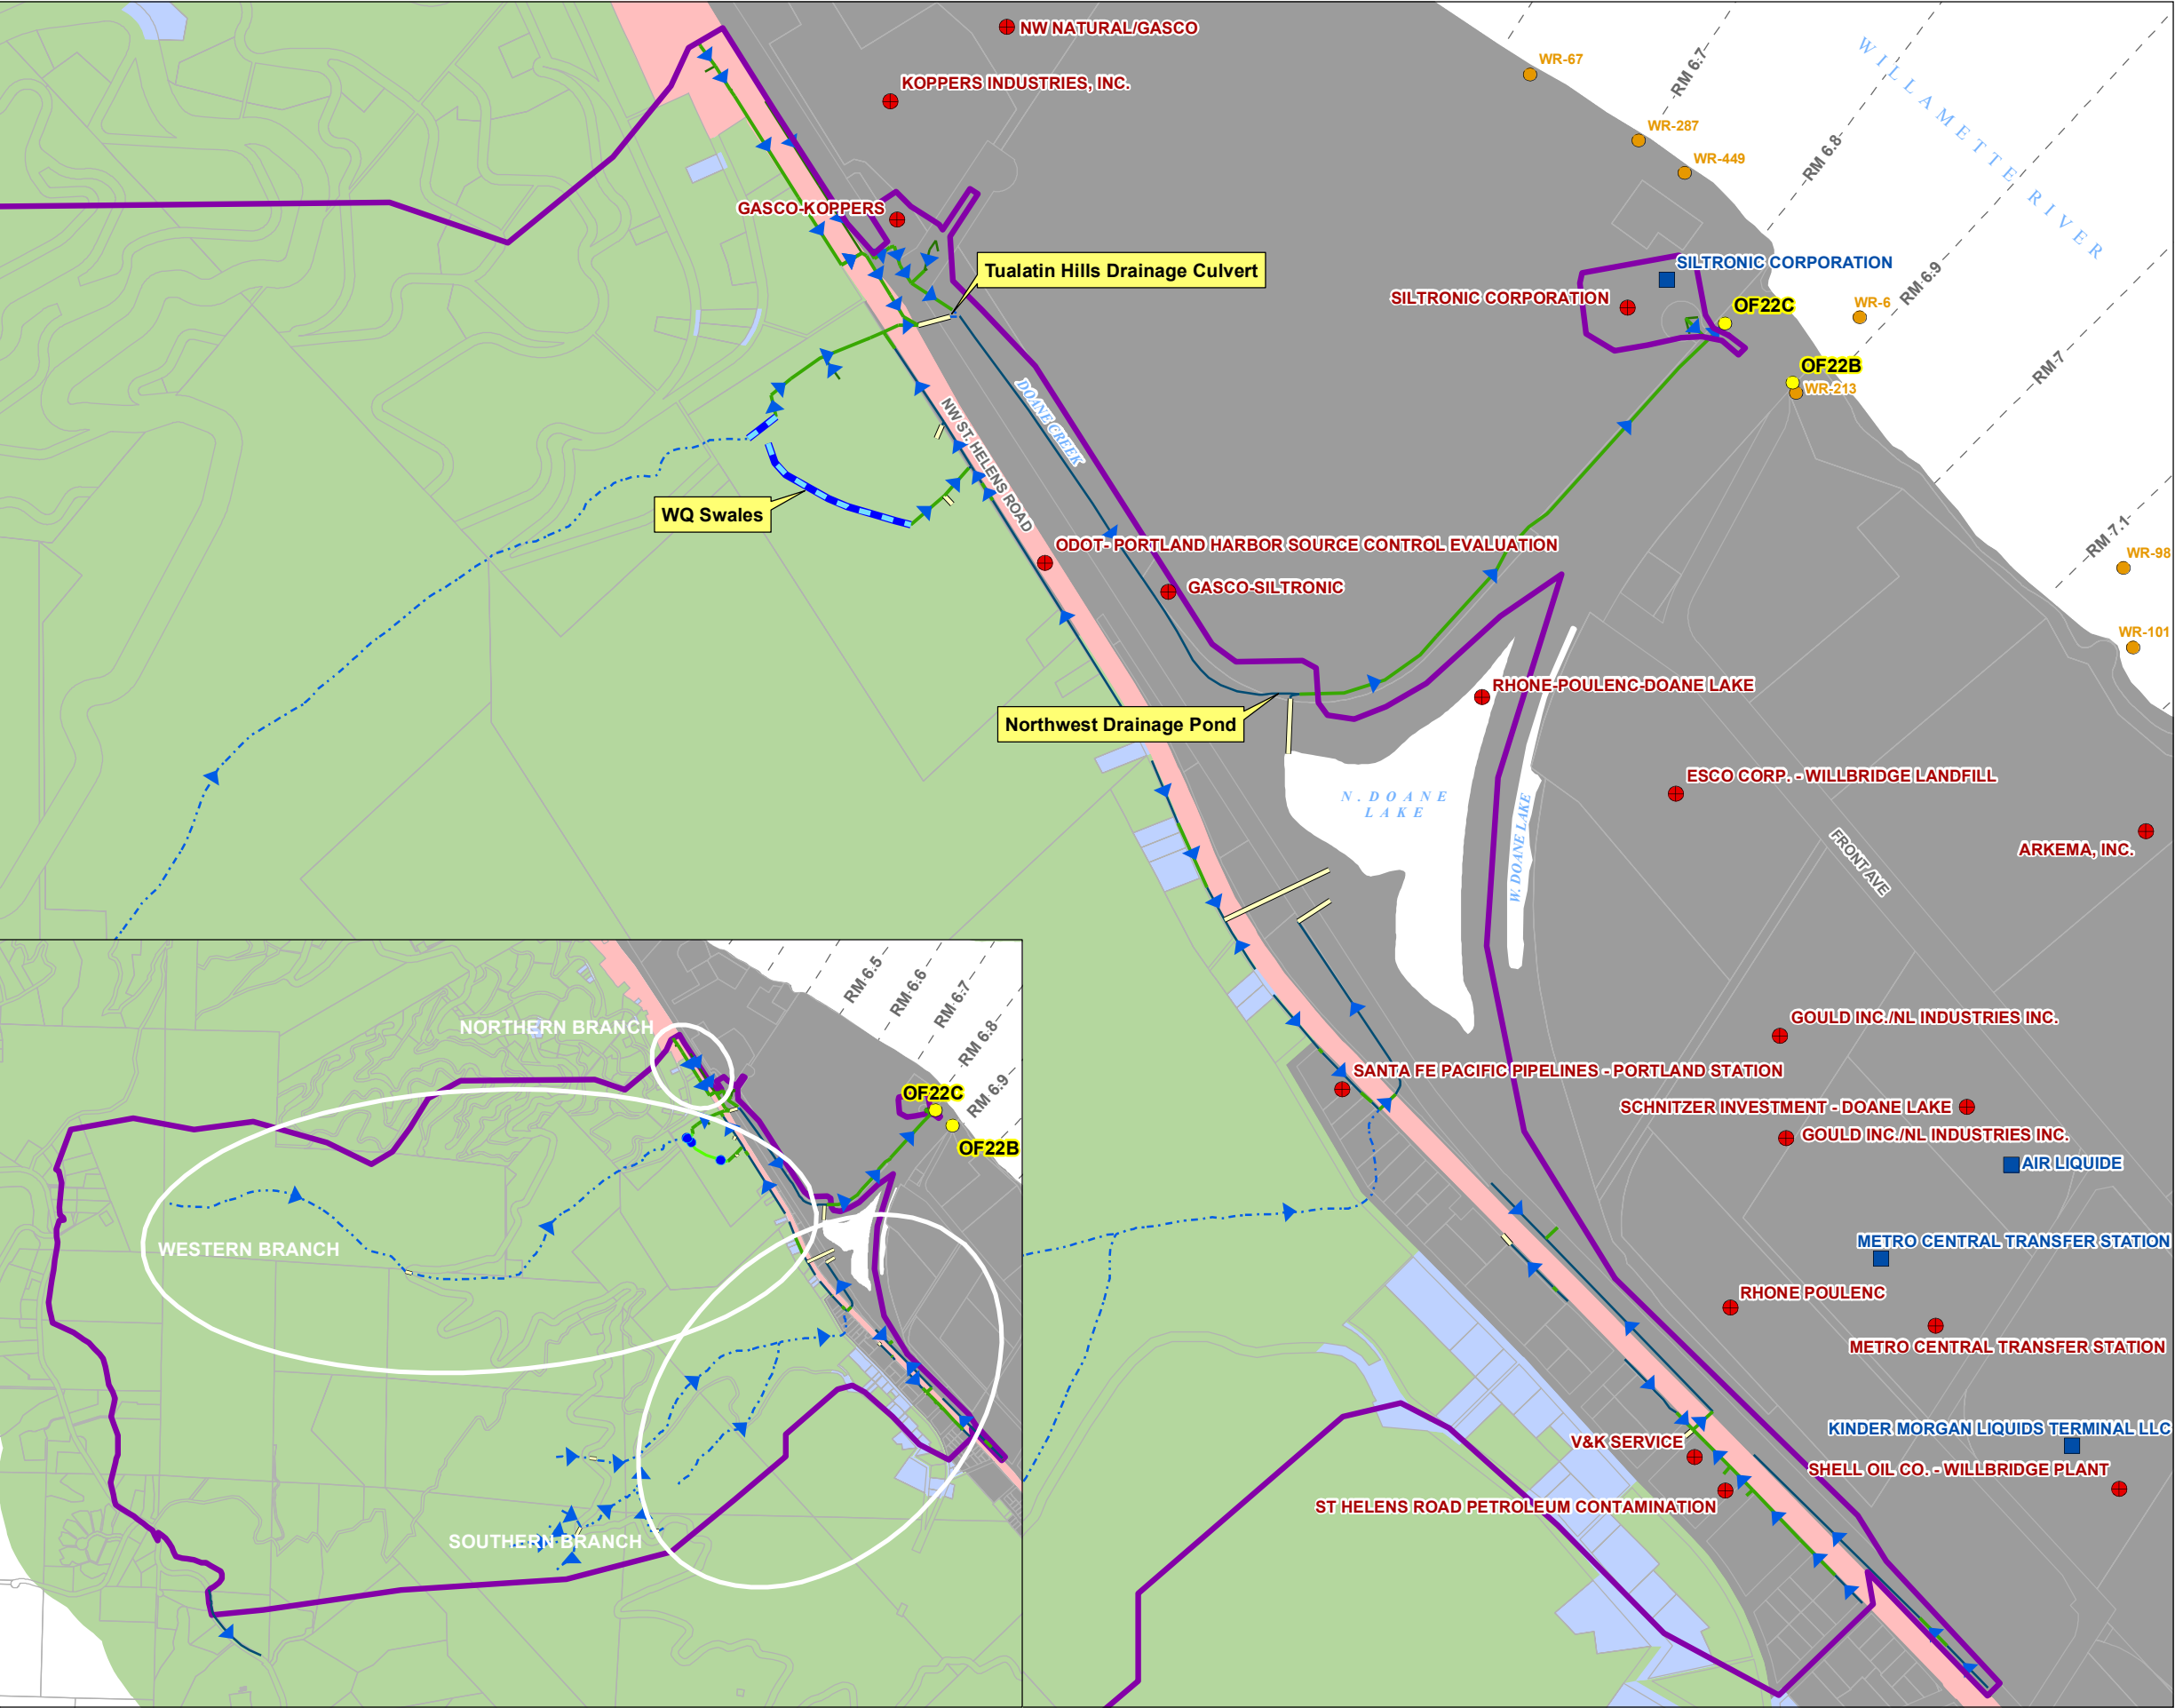 NW NATURAL/GASCO
KOPPERS INDUSTRIES, INC.
WR-67
RM 6.7
WILLAMETTE RIVER
WR-287
WR-449
RM 6.8
GASCO-KOPPERS
Tualatin Hills Drainage Culvert
SILTRONIC CORPORATION
SILTRONIC CORPORATION
OF22C
WR-6
RM 6.9
OF22B
WR-213
RM 7
DOANE CREEK
NW ST. HELENS ROAD
WQ Swales
ODOT- PORTLAND HARBOR SOURCE CONTROL EVALUATION
GASCO-SILTRONIC
RM 7.1
WR-98
WR-101
RHONE-POULENC-DOANE LAKE
Northwest Drainage Pond
N. DOANE
LAKE
W. DOANE LAKE
ESCO CORP. - WILLBRIDGE LANDFILL
FRONT AVE
ARKEMA, INC.
GOULD INC./NL INDUSTRIES INC.
SANTA FE PACIFIC PIPELINES - PORTLAND STATION
SCHNITZER INVESTMENT - DOANE LAKE
GOULD INC./NL INDUSTRIES INC.
AIR LIQUIDE
METRO CENTRAL TRANSFER STATION
RHONE POULENC
METRO CENTRAL TRANSFER STATION
KINDER MORGAN LIQUIDS TERMINAL LLC
V&K SERVICE
SHELL OIL CO. - WILLBRIDGE PLANT
ST HELENS ROAD PETROLEUM CONTAMINATION
RM 6.5
RM 6.6
RM 6.7
RM 6.8
RM 6.9
NORTHERN BRANCH
OF22C
OF22B
WESTERN BRANCH
SOUTHERN BRANCH